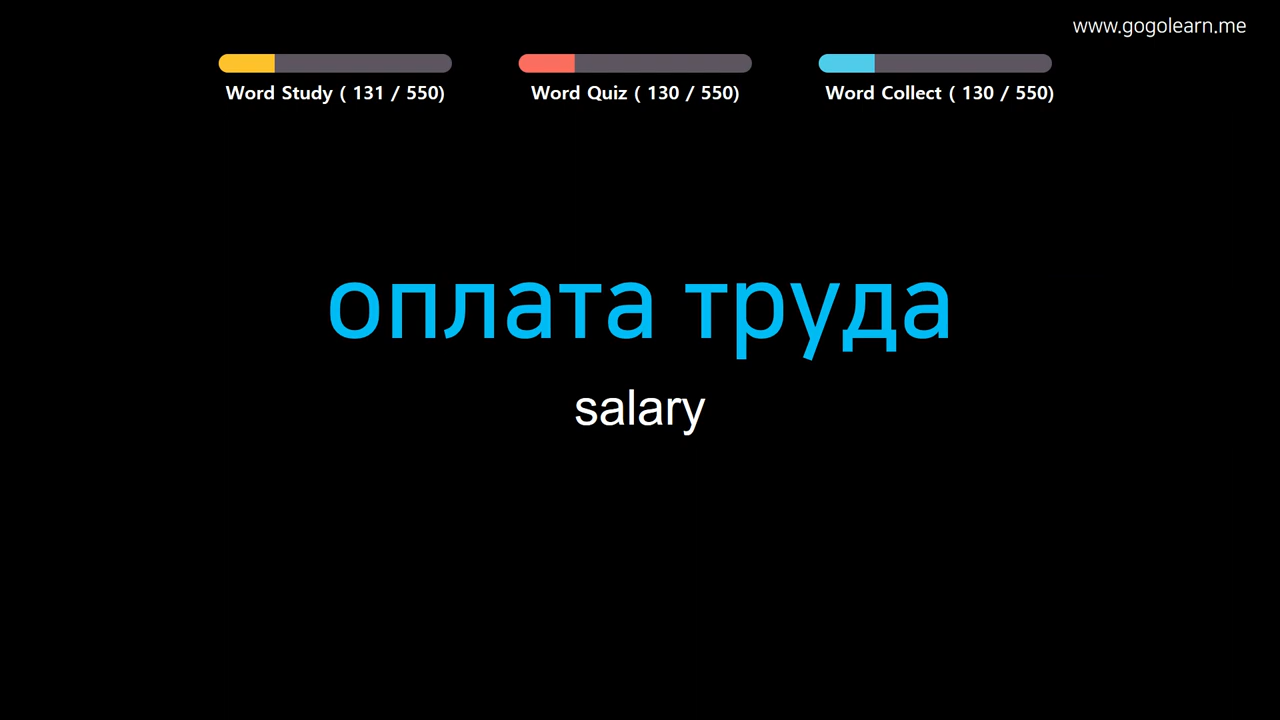 www.gogolearn.me
Word Study ( 131 / 550)
Word Quiz ( 130 / 550)
Word Collect ( 130 / 550)
оплата труда
salary